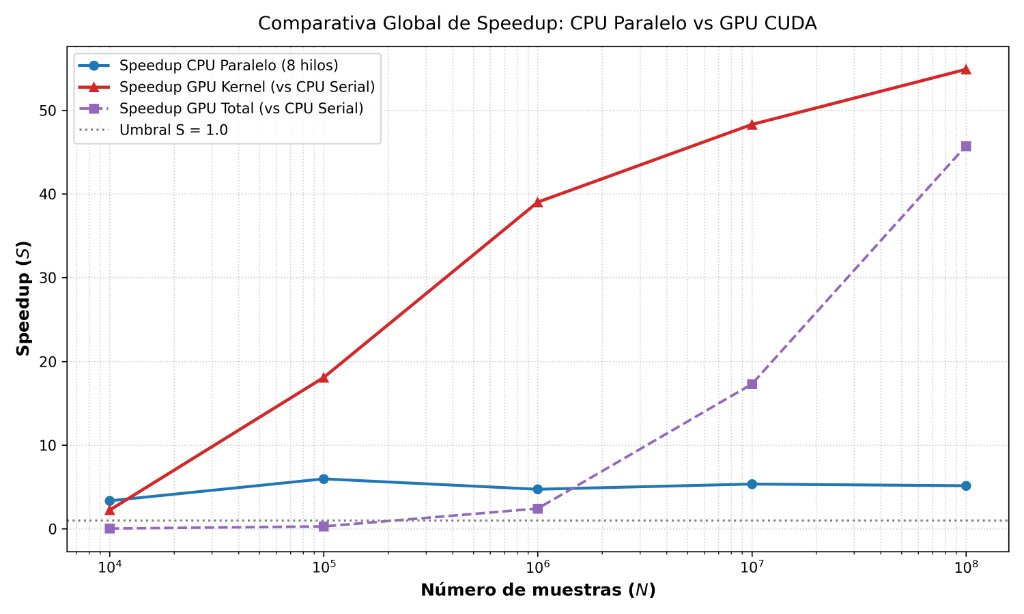 Comparativa Global de Speedup: CPU Paralelo vs GPU CUDA
Speedup CPU Paralelo (8 hilos)
Speedup GPU Kernel (vs CPU Serial)
Speedup GPU Total (vs CPU Serial)
Umbral S = 1.0
Speedup (S)
50
40
30
20
10
0
10⁴ 10⁵ 10⁶ 10⁷ 10⁸
Número de muestras (N)